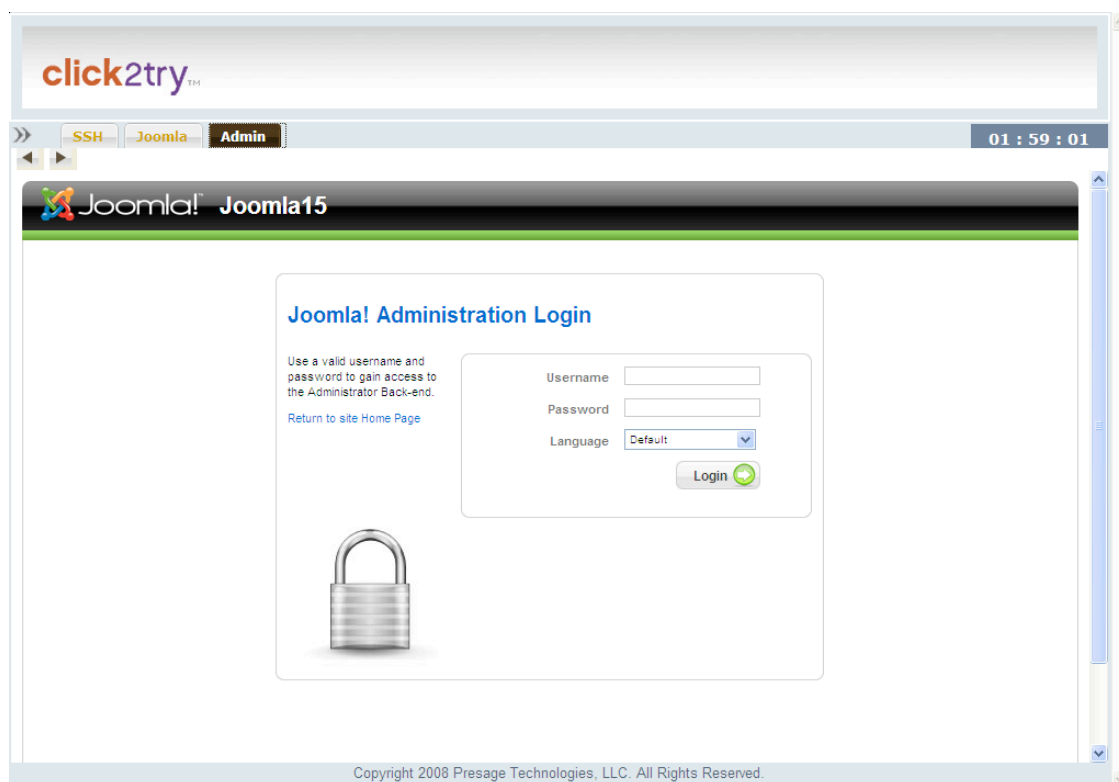 click2try™
SSH Joomla Admin 01 : 59 : 01
Joomla!™ Joomla15
Joomla! Administration Login
Use a valid username and
password to gain access to
the Administrator Back-end.
Return to site Home Page
Username
Password
Language Default
Login
Copyright 2008 Presage Technologies, LLC. All Rights Reserved.